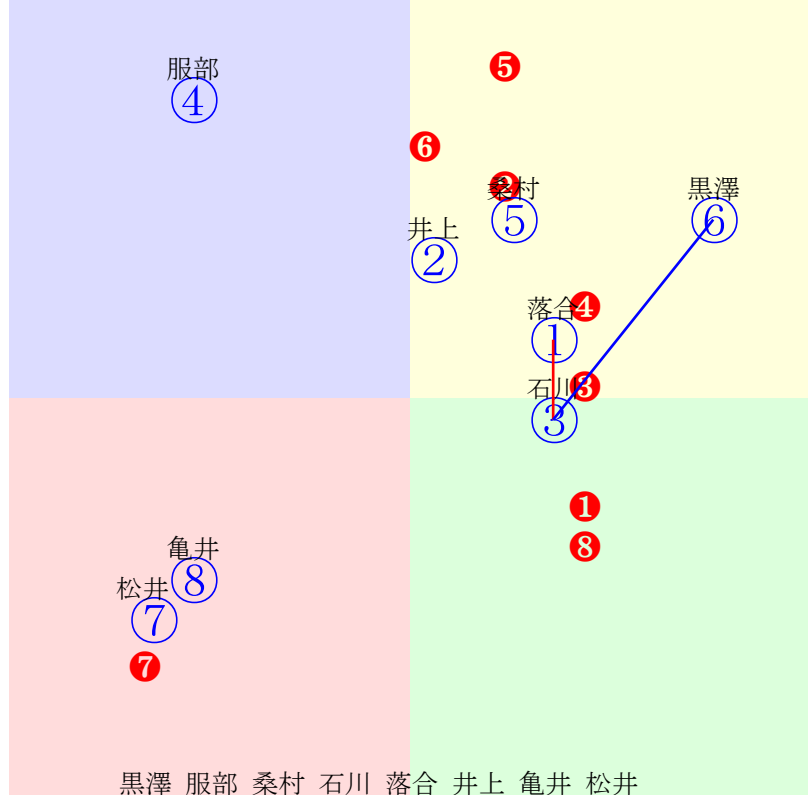 服部
④
❺
❻
❷
桑村
⑤
黒澤
⑥
井上
②
落合
❹
①
石川
❸
③
❶
❽
亀井
⑧
松井
⑦
❼
黒澤 服部 桑村 石川 落合 井上 亀井 松井